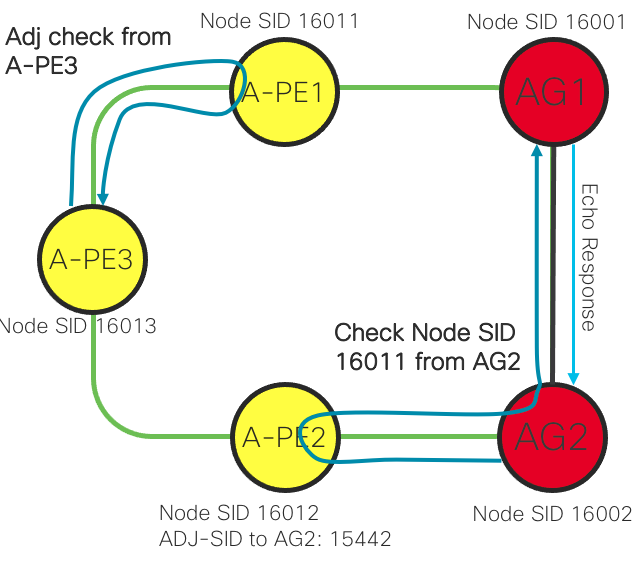 Node SID 16011
Node SID 16001
Adj check from
A-PE3
A-PE1
AG1
Echo Response
A-PE3
Node SID 16013
Check Node SID
16011 from AG2
A-PE2
AG2
Node SID 16012
ADJ-SID to AG2: 15442
Node SID 16002